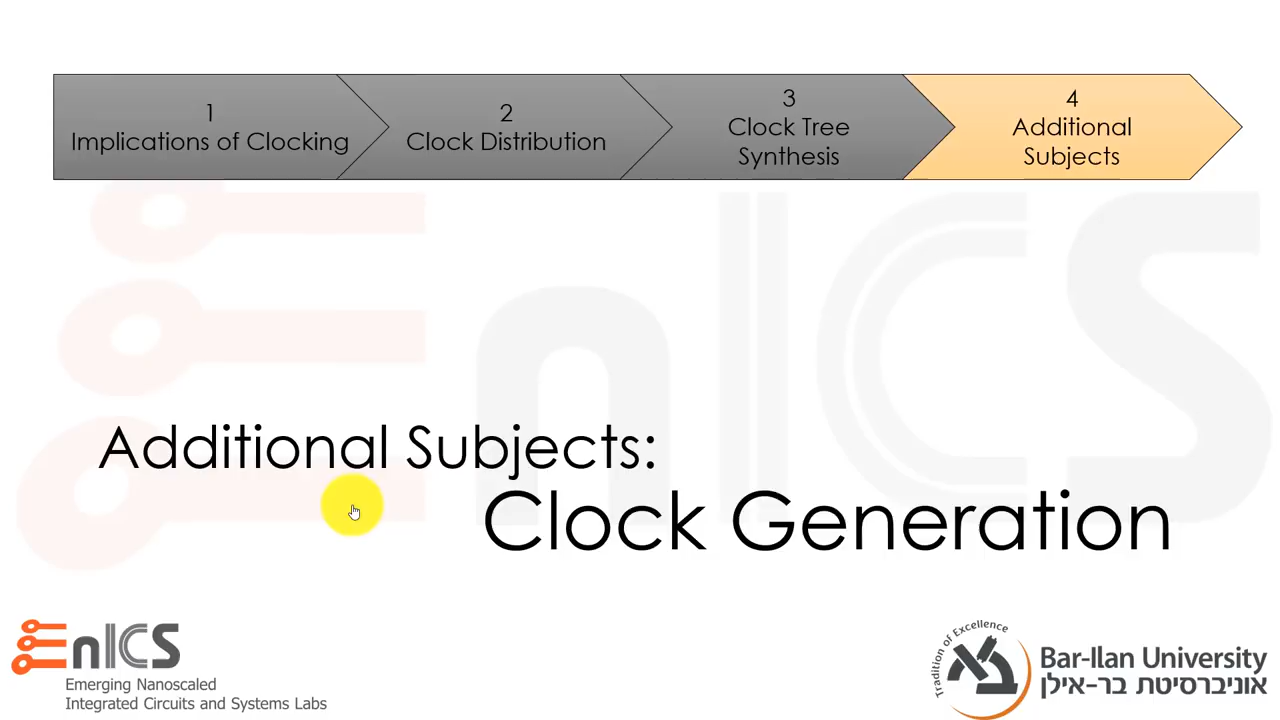 1
Implications of Clocking
2
Clock Distribution
3
Clock Tree
Synthesis
4
Additional
Subjects
Additional Subjects:
Clock Generation
EnICS
Emerging Nanoscaled
Integrated Circuits and Systems Labs
Tradition of Excellence
Bar-Ilan University
אוניברסיטת בר-אילן